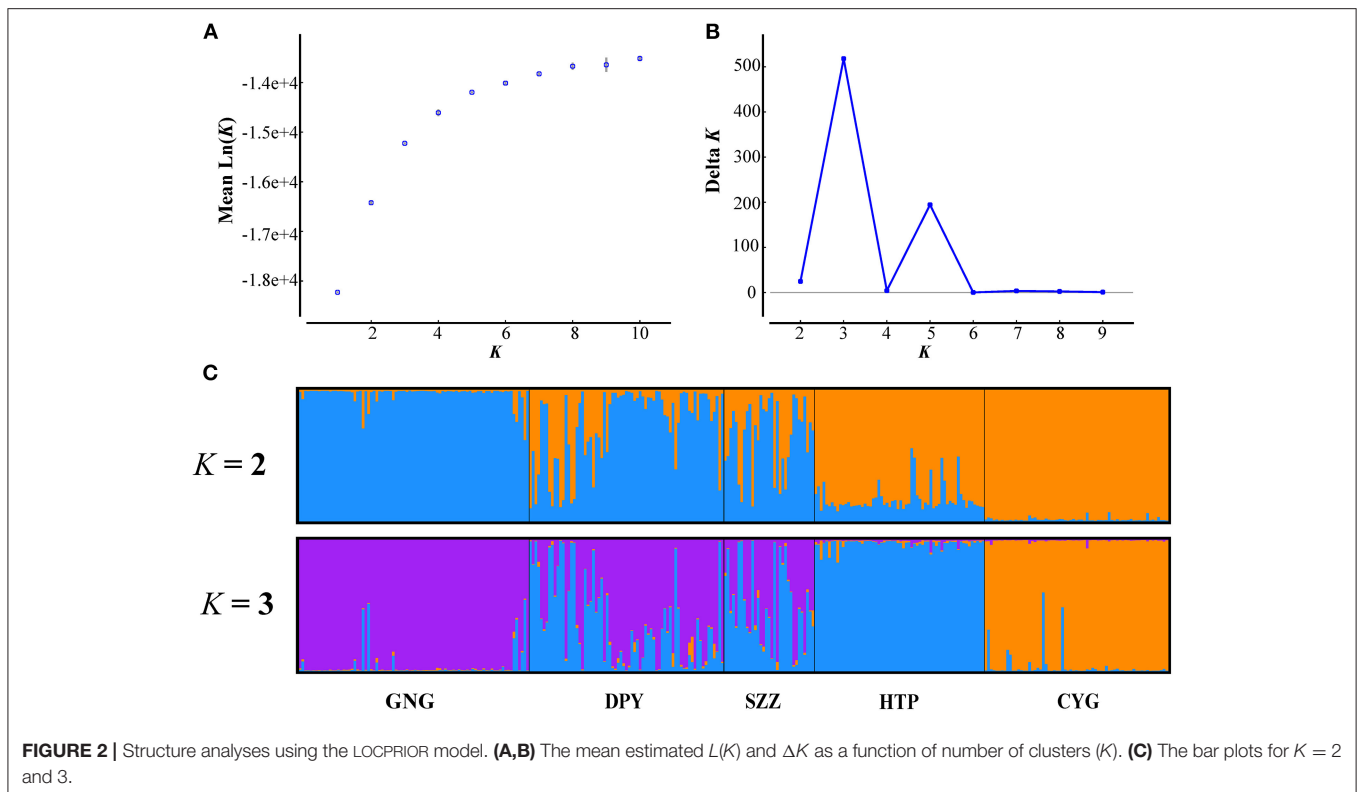 A
B
Mean Ln(K)
-1.4e+4
-1.5e+4
-1.6e+4
-1.7e+4
-1.8e+4
2 4 6 8 10
K
Delta K
500
400
300
200
100
0
2 3 4 5 6 7 8 9
K
C
K = 2
K = 3
GNG DPY SZZ HTP CYG
FIGURE 2 | Structure analyses using the LOCPRIOR model. (A,B) The mean estimated L(K) and ΔK as a function of number of clusters (K). (C) The bar plots for K = 2
and 3.